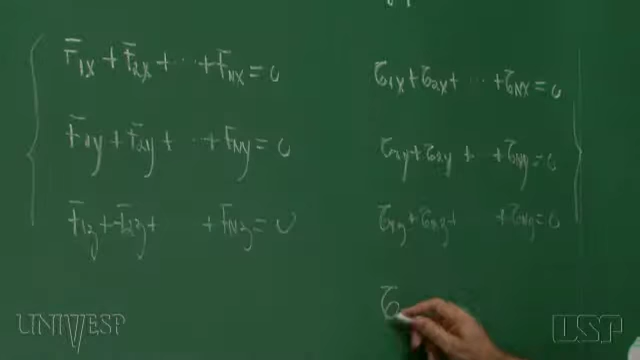 F1x + F2x + ... + FNx = 0
F1y + F2y + ... + FNy = 0
F1z + F2z + + FNz = 0
τ1x + τ2x + ... + τNx = 0
τ1y + τ2y + ... + τNy = 0
τ1z + τ2z + + τNz = 0
τ
UNIVESP
USP